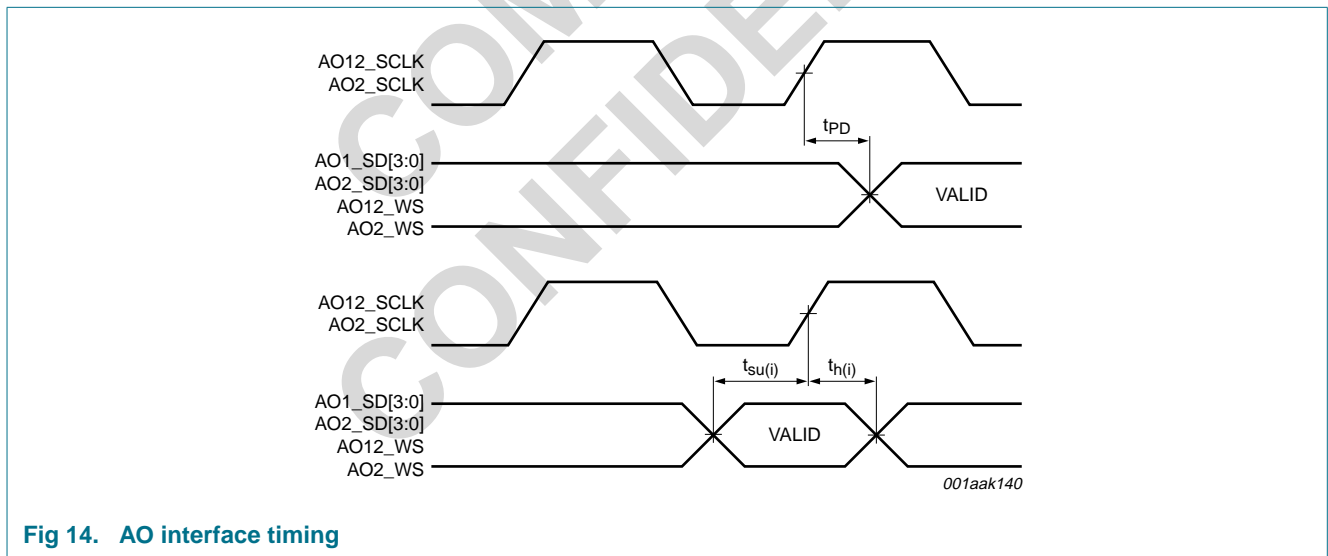 AO12_SCLK
AO2_SCLK
tPD
AO1_SD[3:0]
AO2_SD[3:0]
AO12_WS
AO2_WS
VALID
AO12_SCLK
AO2_SCLK
tsu(i)
th(i)
AO1_SD[3:0]
AO2_SD[3:0]
AO12_WS
AO2_WS
VALID
001aak140
Fig 14. AO interface timing